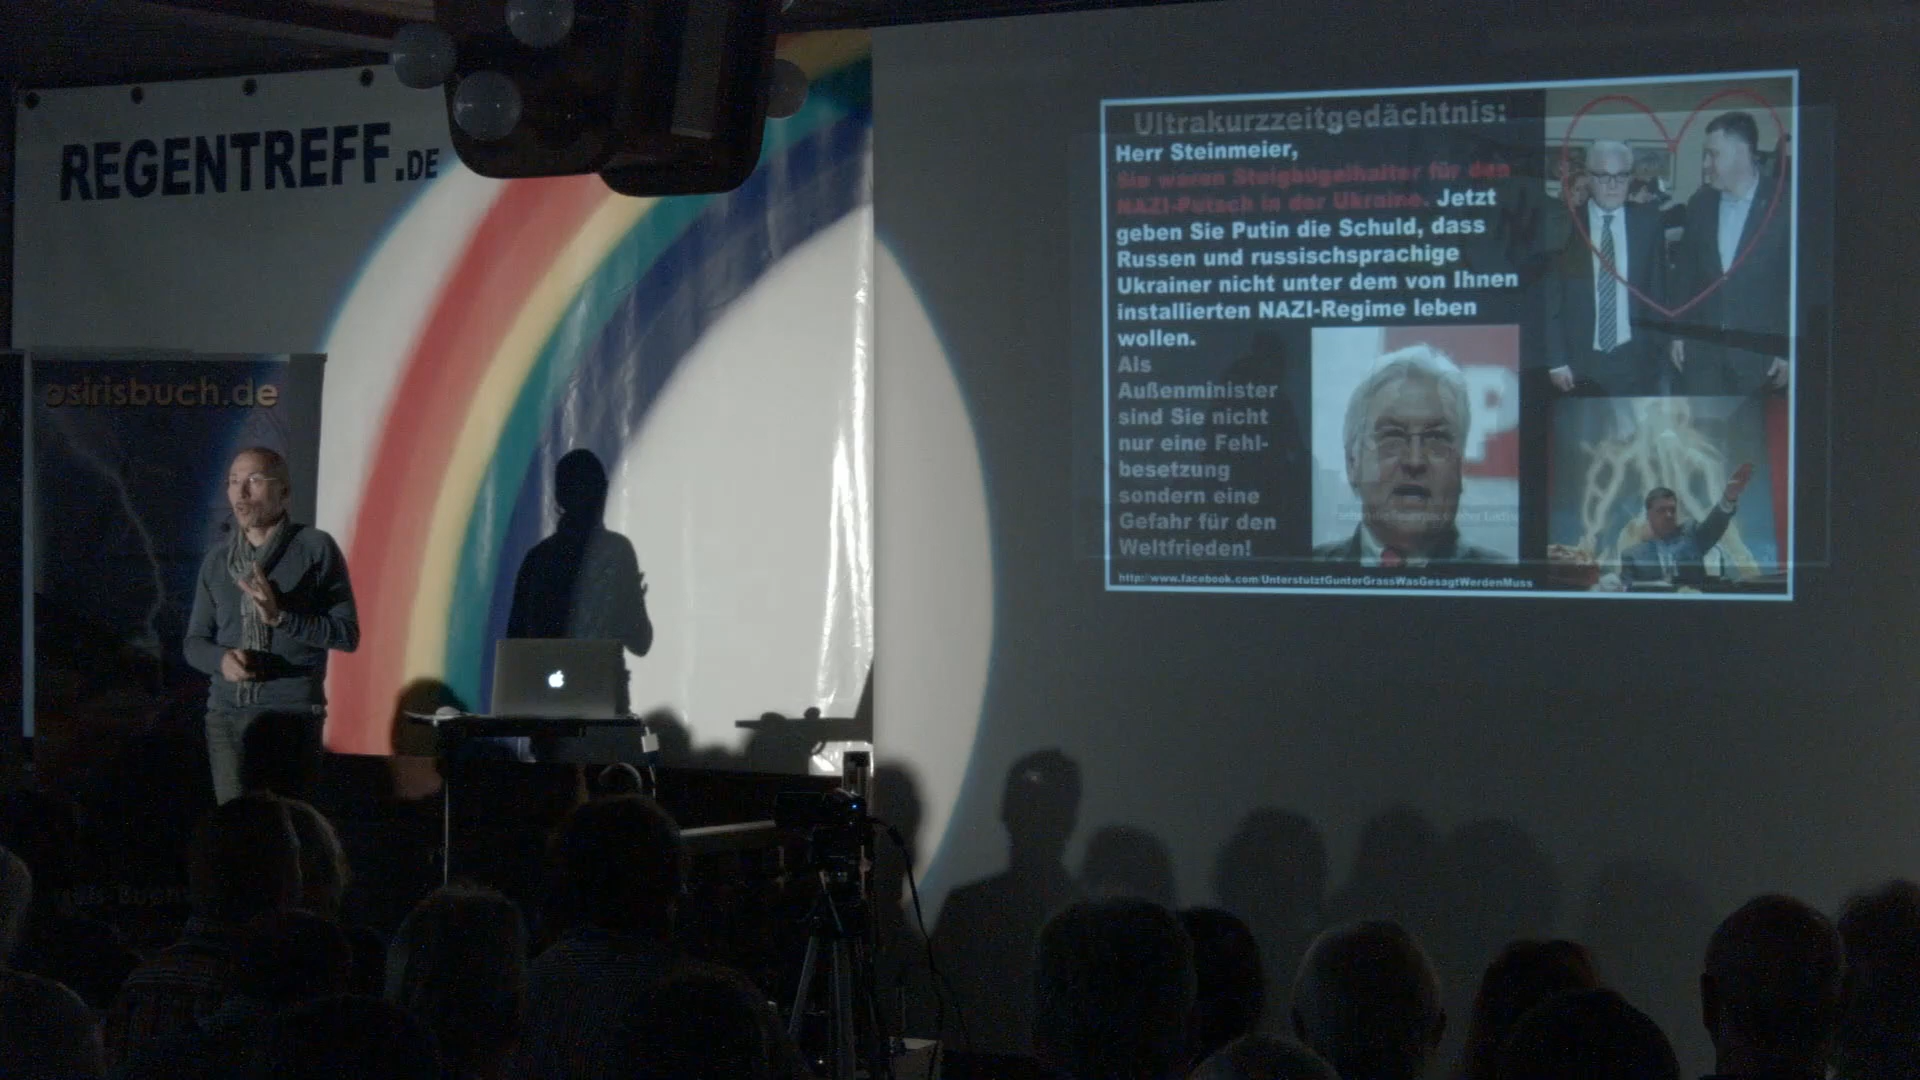 REGENTREFF.DE
osirisbuch.de
Ultrakurzzeitgedächtnis:
Herr Steinmeier,
Sie waren Steigbügelhalter für den
NAZI-Putsch in der Ukraine. Jetzt
geben Sie Putin die Schuld, dass
Russen und russischsprachige
Ukrainer nicht unter dem von Ihnen
installierten NAZI-Regime leben
wollen.
Als
Außenminister
sind Sie nicht
nur eine Fehl-
besetzung
sondern eine
Gefahr für den
Weltfrieden!
P
http://www.facebook.com/UnterstutztGunterGrassWasGesagtWerdenMuss